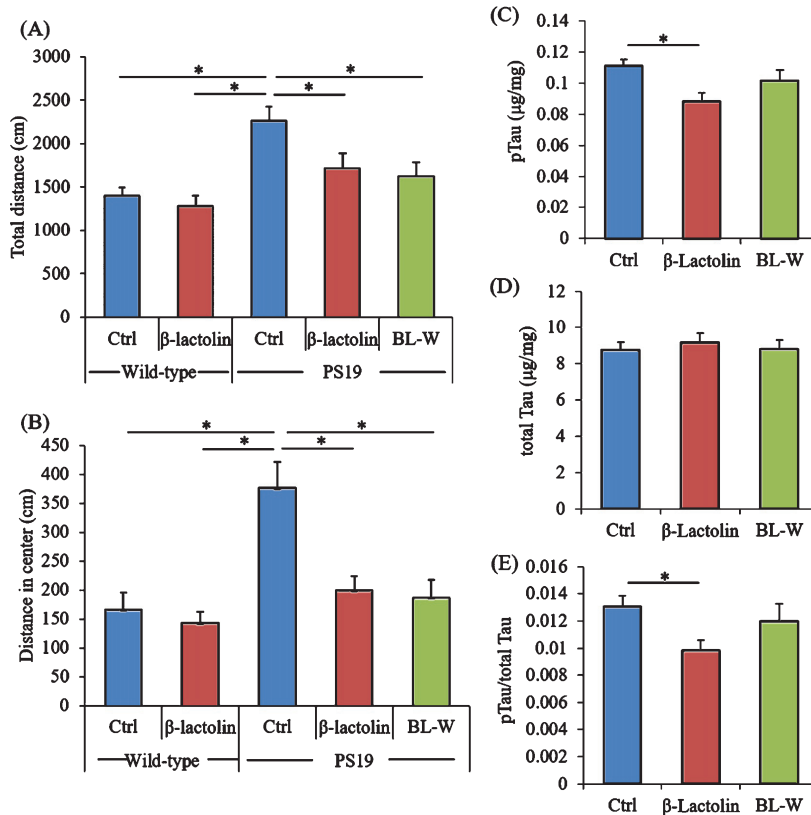 (A)
Total distance (cm)
3000
2500
2000
1500
1000
500
0
* *
* *
Ctrl β-lactolin Ctrl β-lactolin BL-W
Wild-type PS19
(B)
Distance in center (cm)
450
400
350
300
250
200
150
100
50
0
* *
* *
Ctrl β-lactolin Ctrl β-lactolin BL-W
Wild-type PS19
(C)
pTau (µg/mg)
0.14
0.12
0.1
0.08
0.06
0.04
0.02
0
*
Ctrl β-Lactolin BL-W
(D)
total Tau (µg/mg)
12
10
8
6
4
2
0
Ctrl β-Lactolin BL-W
(E)
pTau/total Tau
0.016
0.014
0.012
0.01
0.008
0.006
0.004
0.002
0
*
Ctrl β-Lactolin BL-W